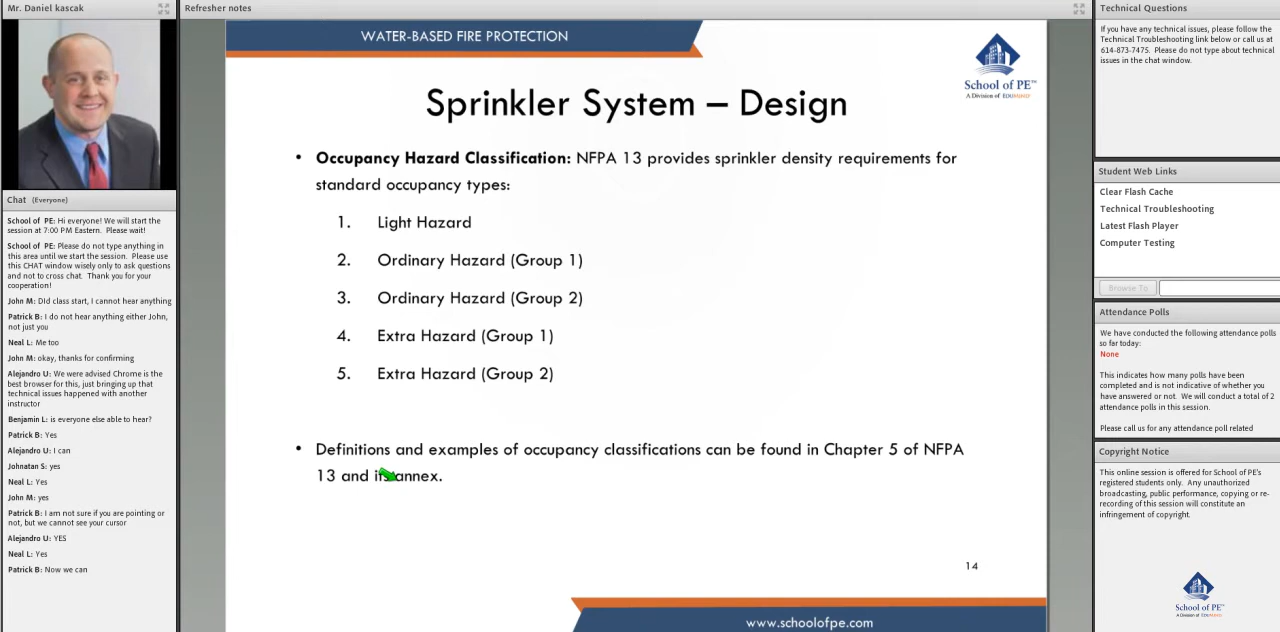 Mr. Daniel kascak
Chat (Everyone)
School of PE: Hi everyone! We will start the
session at 7:00 PM Eastern. Please wait!
School of PE: Please do not type anything in
this area until we start the session. Please use
this CHAT window wisely only to ask questions
and not to cross chat. Thank you for your
cooperation!
John M: DId class start, I cannot hear anything
Patrick B: I do not hear anything either John,
not just you
Neal L: Me too
John M: okay, thanks for confirming
Alejandro U: We were advised Chrome is the
best browser for this, just bringing up that
technical issues happened with another
instructor
Benjamin L: is everyone else able to hear?
Patrick B: Yes
Alejandro U: I can
Johnatan S: yes
Neal L: Yes
John M: yes
Patrick B: I am not sure if you are pointing or
not, but we cannot see your cursor
Alejandro U: YES
Neal L: Yes
Patrick B: Now we can
Refresher notes
WATER-BASED FIRE PROTECTION
School of PE™
A Division of EDUMIND
Sprinkler System – Design
• Occupancy Hazard Classification: NFPA 13 provides sprinkler density requirements for
standard occupancy types:
1. Light Hazard
2. Ordinary Hazard (Group 1)
3. Ordinary Hazard (Group 2)
4. Extra Hazard (Group 1)
5. Extra Hazard (Group 2)
• Definitions and examples of occupancy classifications can be found in Chapter 5 of NFPA
13 and its annex.
14
www.schoolofpe.com
Technical Questions
If you have any technical issues, please follow the
Technical Troubleshooting link below or call us at
614-873-7475. Please do not type about technical
issues in the chat window.
Student Web Links
Clear Flash Cache
Technical Troubleshooting
Latest Flash Player
Computer Testing
Browse To
Attendance Polls
We have conducted the following attendance polls
so far today:
None
This indicates how many polls have been
completed and is not indicative of whether you
have answered or not. We will conduct a total of 2
attendance polls in this session.
Please call us for any attendance poll related
Copyright Notice
This online session is offered for School of PE's
registered students only. Any unauthorized
broadcasting, public performance, copying or re-
recording of this session will constitute an
infringement of copyright.
School of PE™
A Division of EDUMIND